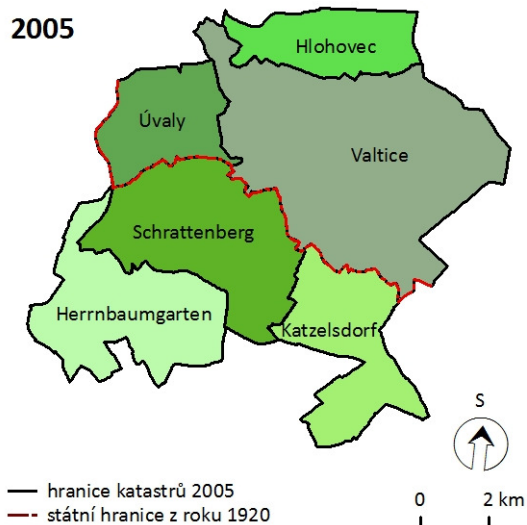 2005
Hlohovec
Úvaly
Valtice
Schrattenberg
Herrnbaumgarten
Katzelsdorf
S
hranice katastrů 2005
státní hranice z roku 1920
0 2 km